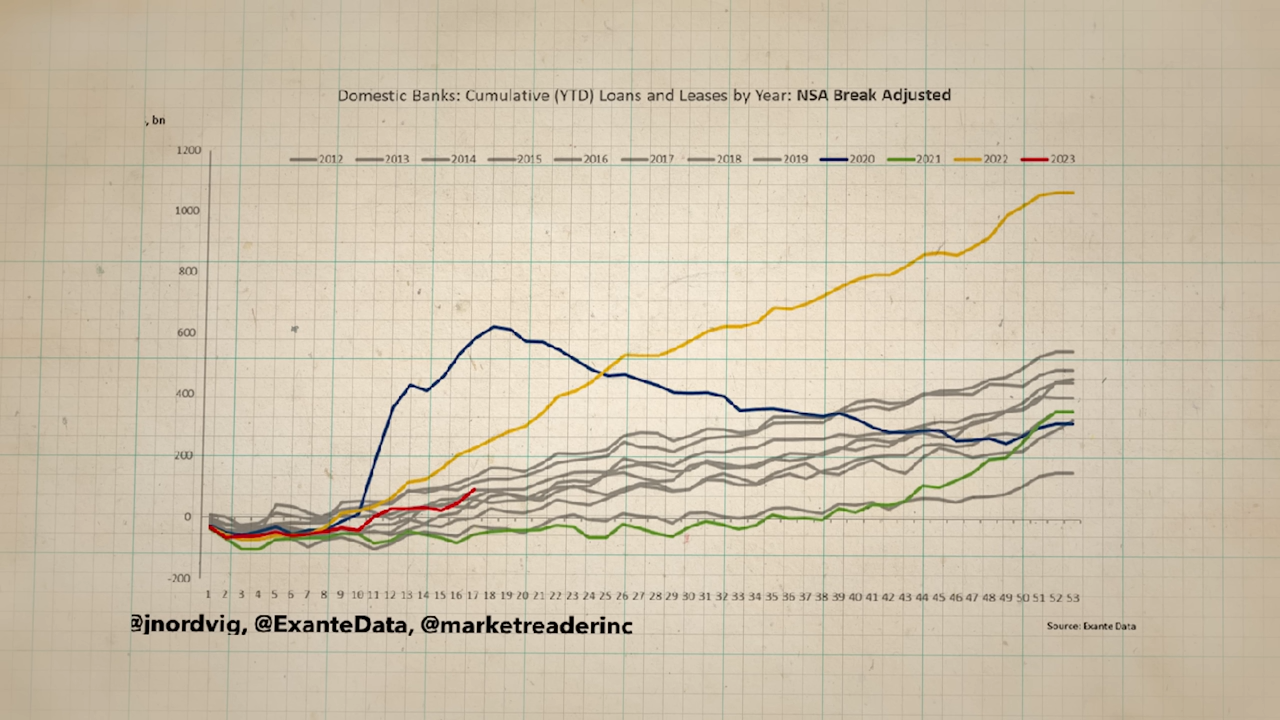 Domestic Banks: Cumulative (YTD) Loans and Leases by Year: NSA Break Adjusted
, bn
2012 2013 2014 2015 2016 2017 2018 2019 2020 2021 2022 2023
1200
1000
800
600
400
200
0
-200
1 2 3 4 5 6 7 8 9 10 11 12 13 14 15 16 17 18 19 20 21 22 23 24 25 26 27 28 29 30 31 32 33 34 35 36 37 38 39 40 41 42 43 44 45 46 47 48 49 50 51 52 53
@jnordvig, @ExanteData, @marketreaderinc
Source: Exante Data